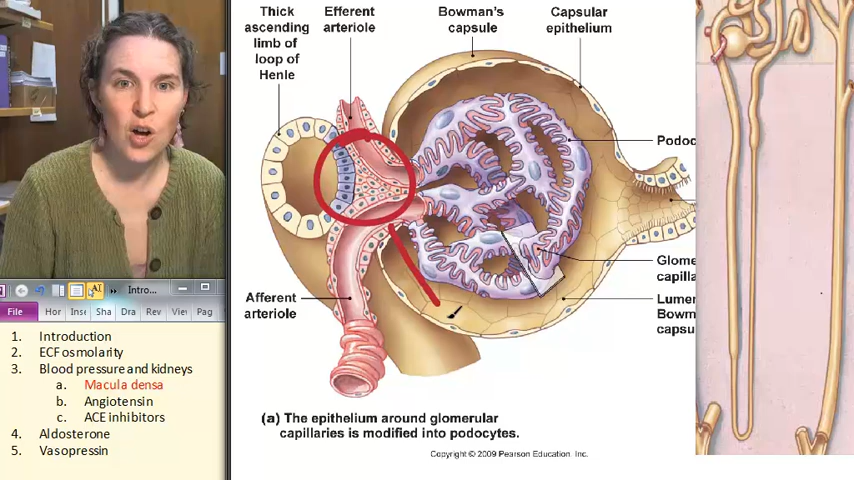 Thick
ascending
limb of
loop of
Henle
Efferent
arteriole
Bowman's
capsule
Capsular
epithelium
Podoc
Glome
capilla
Lumen
Bowm
capsu
Afferent
arteriole
(a) The epithelium around glomerular
capillaries is modified into podocytes.
Copyright © 2009 Pearson Education, Inc.
Intro...
File Hor Ins Sha Dra Rev Vie Pag
1. Introduction
2. ECF osmolarity
3. Blood pressure and kidneys
a. Macula densa
b. Angiotensin
c. ACE inhibitors
4. Aldosterone
5. Vasopressin